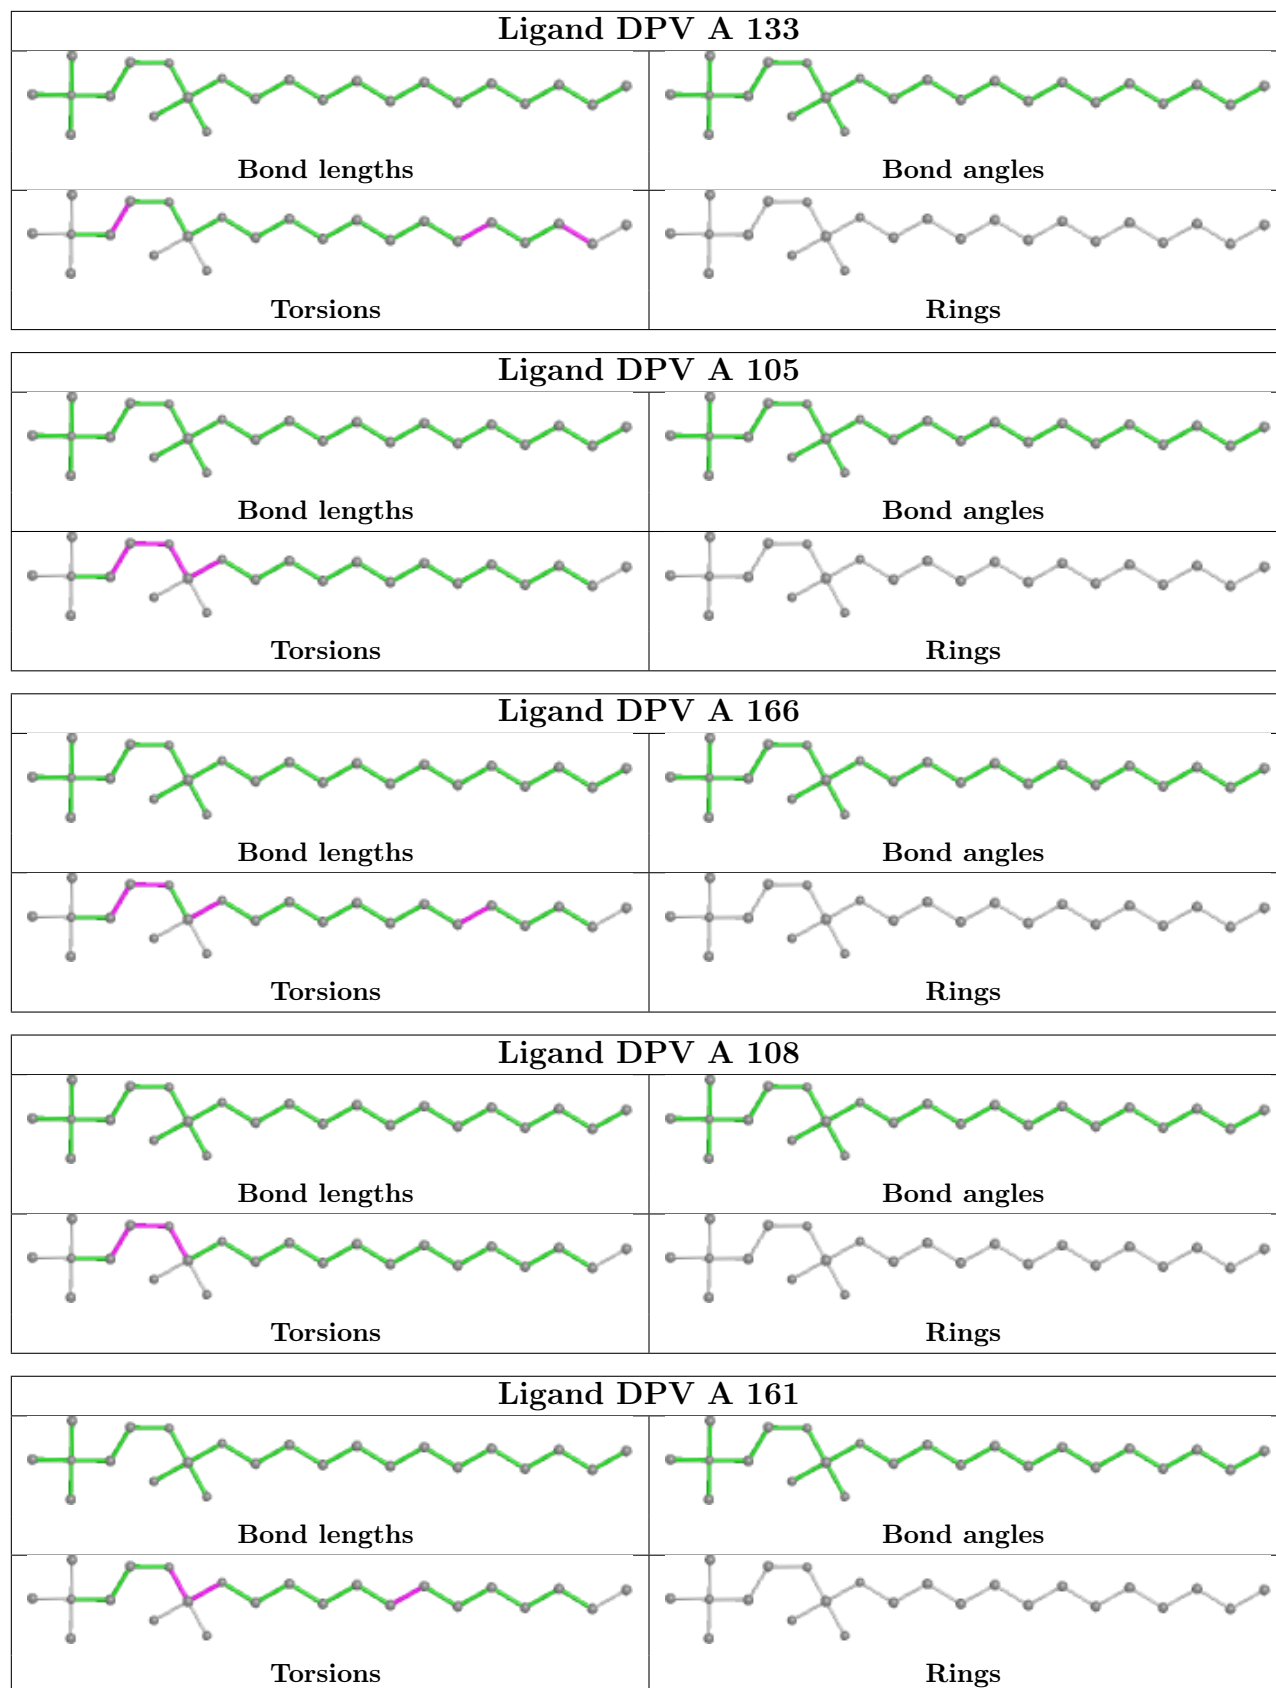 Ligand DPV A 133
Bond lengths
Bond angles
Torsions
Rings
Ligand DPV A 105
Bond lengths
Bond angles
Torsions
Rings
Ligand DPV A 166
Bond lengths
Bond angles
Torsions
Rings
Ligand DPV A 108
Bond lengths
Bond angles
Torsions
Rings
Ligand DPV A 161
Bond lengths
Bond angles
Torsions
Rings